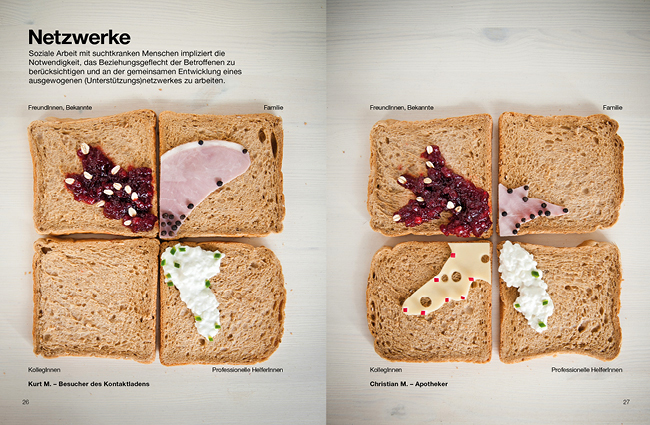 Netzwerke
Soziale Arbeit mit suchtkranken Menschen impliziert die
Notwendigkeit, das Beziehungsgeflecht der Betroffenen zu
berücksichtigen und an der gemeinsamen Entwicklung eines
ausgewogenen (Unterstützungs)netzwerkes zu arbeiten.
FreundInnen, Bekannte
Familie
KollegInnen
Professionelle HelferInnen
Kurt M. – Besucher des Kontaktladens
26
FreundInnen, Bekannte
Familie
KollegInnen
Professionelle HelferInnen
Christian M. – Apotheker
27